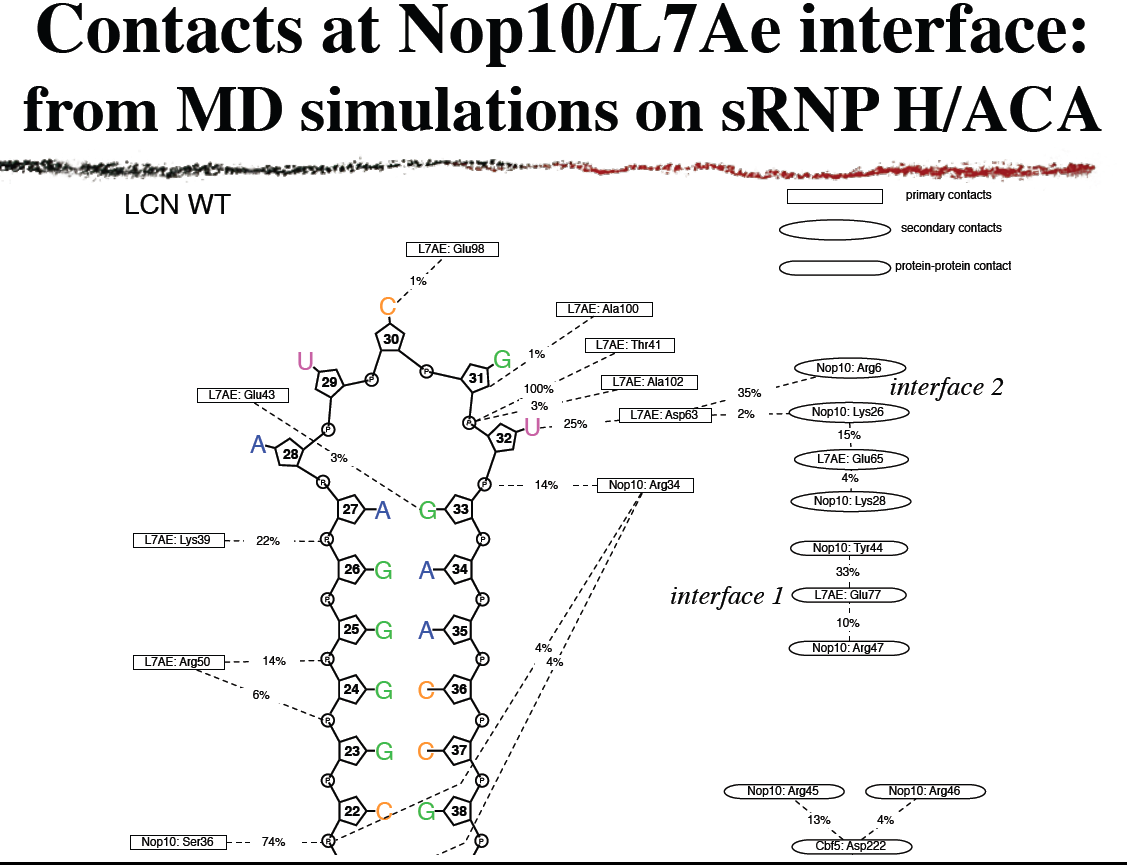 Contacts at Nop10/L7Ae interface:
from MD simulations on sRNP H/ACA
LCN WT
primary contacts
secondary contacts
protein-protein contact
L7AE: Glu98
1%
C
30
L7AE: Ala100
1%
L7AE: Thr41
100%
U
29
P
P
31
G
L7AE: Ala102
3%
Nop10: Arg6
35%
interface 2
L7AE: Glu43
3%
L7AE: Asp63
2%
Nop10: Lys26
15%
P
P
32
U
25%
A
28
L7AE: Glu65
4%
P
P
14%
Nop10: Arg34
Nop10: Lys28
27
A
G
33
L7AE: Lys39
22%
P
P
Nop10: Tyr44
33%
26
G
A
34
P
P
interface 1
L7AE: Glu77
10%
25
G
A
35
Nop10: Arg47
4%
4%
L7AE: Arg50
14%
P
P
6%
24
G
C
36
P
P
23
G
C
37
P
P
Nop10: Arg45
Nop10: Arg46
13%
4%
22
C
G
38
Nop10: Ser36
74%
P
P
Cbf5: Asp222